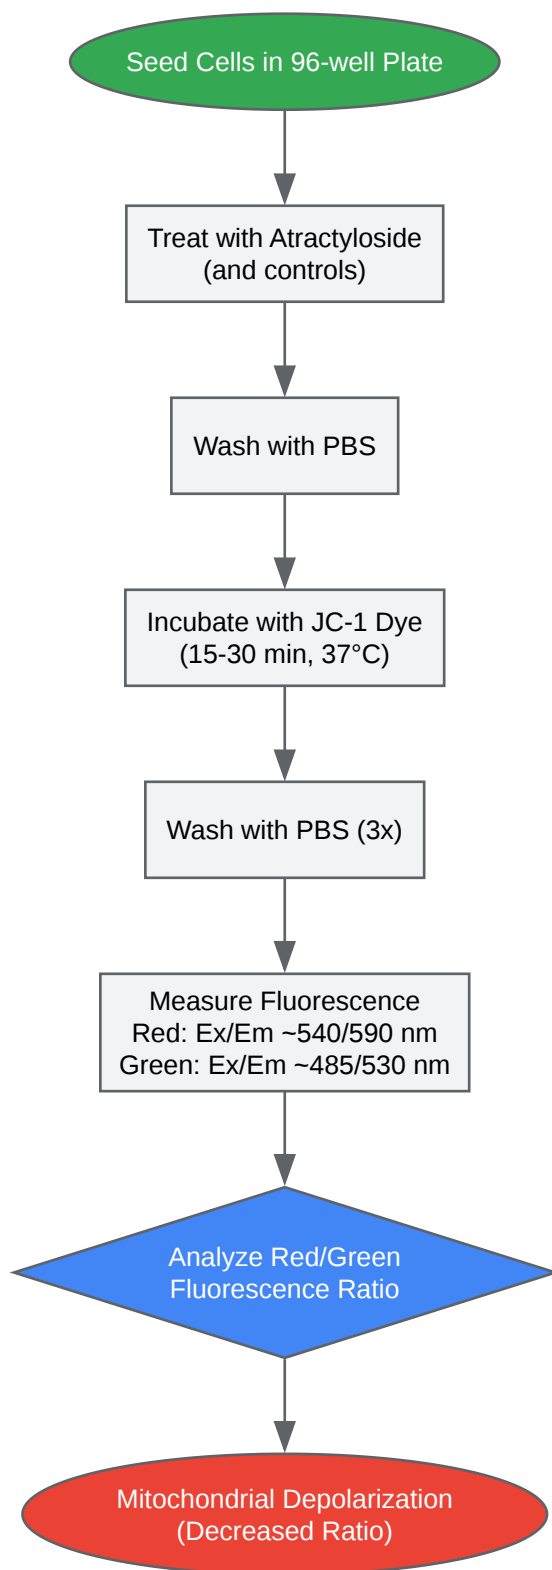 Seed Cells in 96-well Plate
Treat with Atractyloside
(and controls)
Wash with PBS
Incubate with JC-1 Dye
(15-30 min, 37°C)
Wash with PBS (3x)
Measure Fluorescence
Red: Ex/Em ~540/590 nm
Green: Ex/Em ~485/530 nm
Analyze Red/Green
Fluorescence Ratio
Mitochondrial Depolarization
(Decreased Ratio)